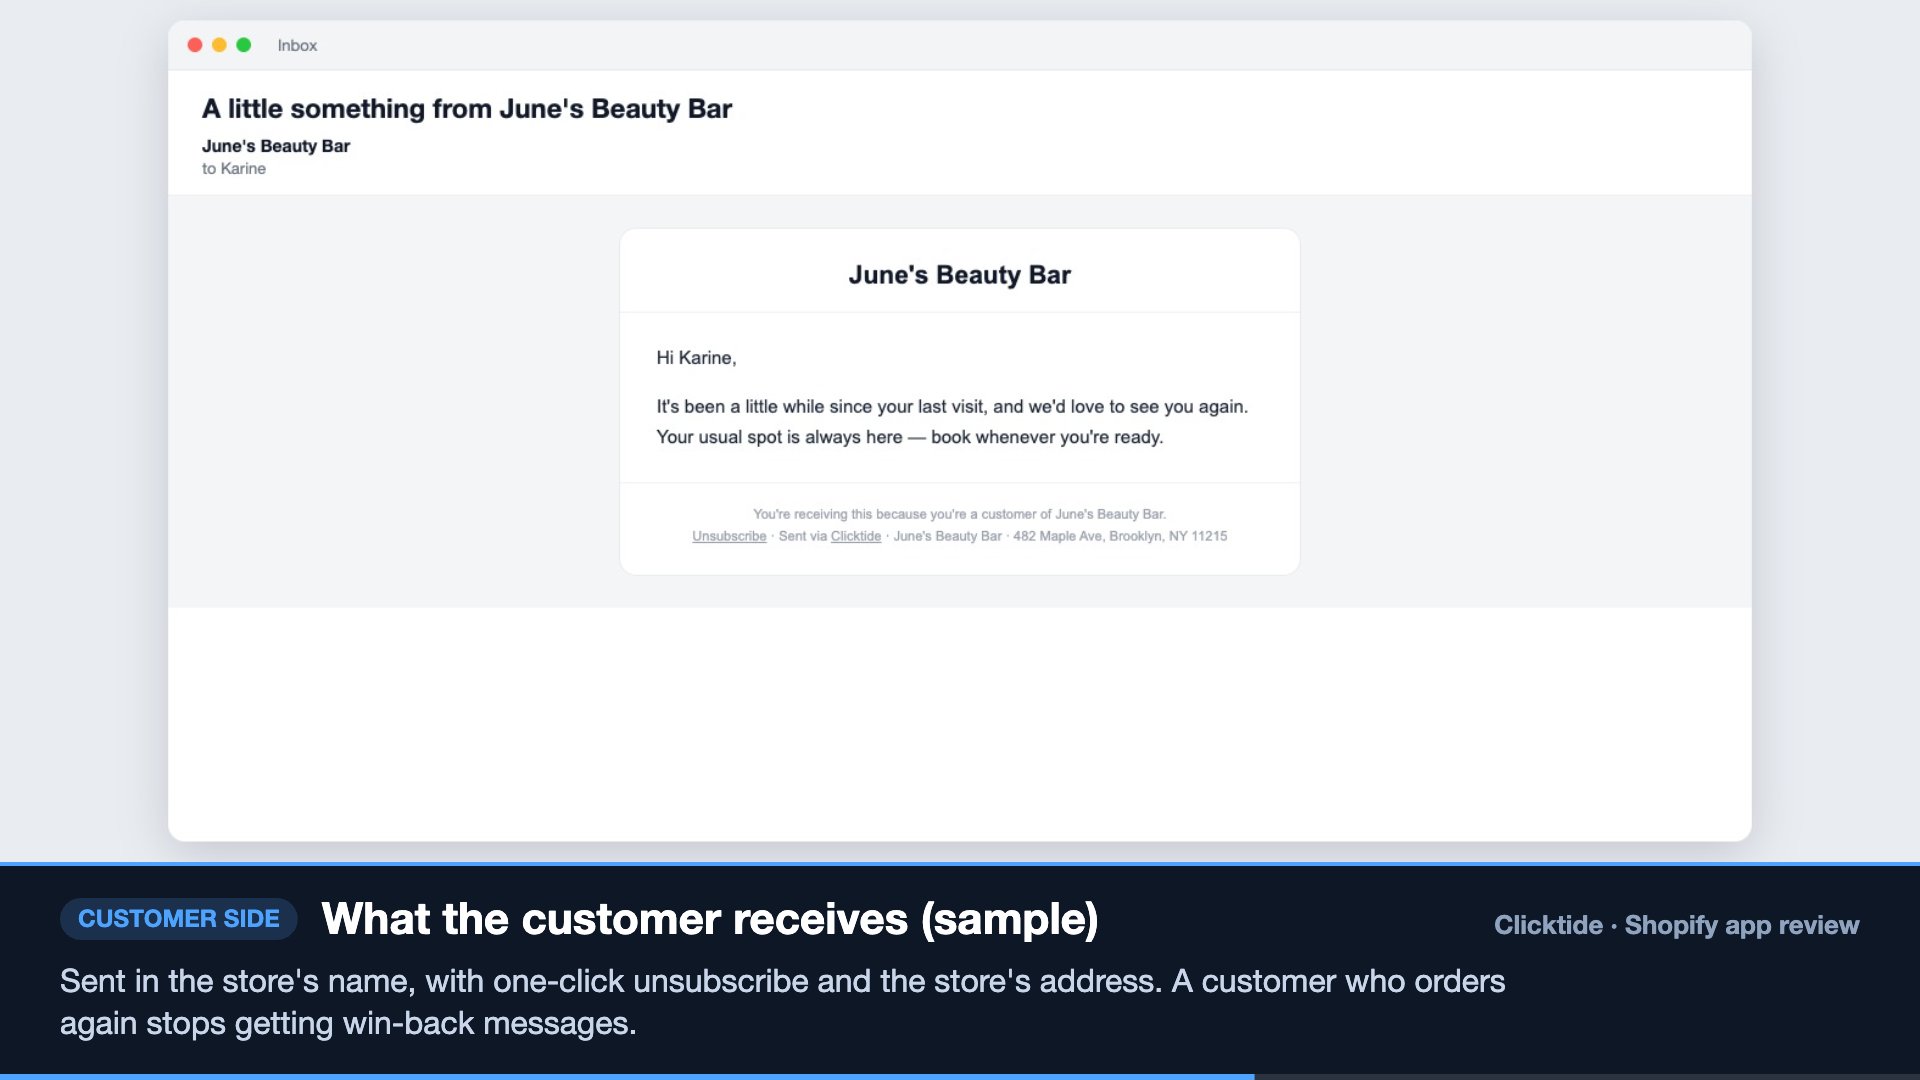 Inbox
A little something from June's Beauty Bar
June's Beauty Bar
to Karine
June's Beauty Bar
Hi Karine,
It's been a little while since your last visit, and we'd love to see you again.
Your usual spot is always here — book whenever you're ready.
You're receiving this because you're a customer of June's Beauty Bar.
Unsubscribe · Sent via Clicktide · June's Beauty Bar · 482 Maple Ave, Brooklyn, NY 11215
CUSTOMER SIDE What the customer receives (sample)
Clicktide · Shopify app review
Sent in the store's name, with one-click unsubscribe and the store's address. A customer who orders
again stops getting win-back messages.